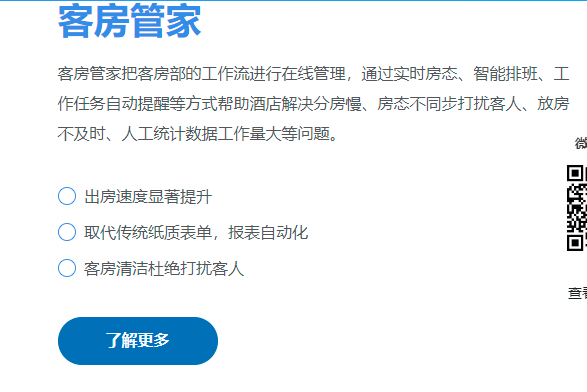 客房管家
客房管家把客房部的工作流进行在线管理，通过实时房态、智能排班、工
作任务自动提醒等方式帮助酒店解决分房慢、房态不同步打扰客人、放房
不及时、人工统计数据工作量大等问题。
出房速度显著提升
取代传统纸质表单，报表自动化
客房清洁杜绝打扰客人
了解更多
查看